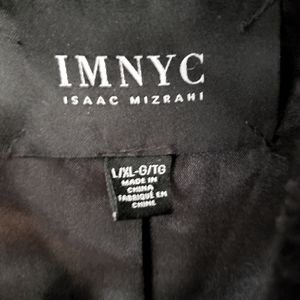 IMNYC
ISAAC MIZRAHI
L/XL-G/TG
MADE IN
CHINA
FABRIQUÉ EN
CHINE